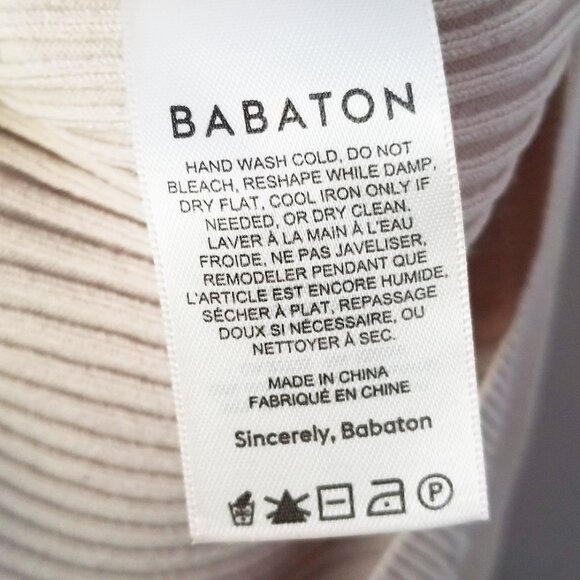 BABATON
HAND WASH COLD, DO NOT
BLEACH, RESHAPE WHILE DAMP,
DRY FLAT, COOL IRON ONLY IF
NEEDED, OR DRY CLEAN.
LAVER À LA MAIN À L'EAU
FROIDE, NE PAS JAVELISER,
REMODELER PENDANT QUE
L'ARTICLE EST ENCORE HUMIDE,
SÉCHER À PLAT, REPASSAGE
DOUX SI NÉCESSAIRE, OU
NETTOYER À SEC.
MADE IN CHINA
FABRIQUÉ EN CHINE
Sincerely, Babaton
P